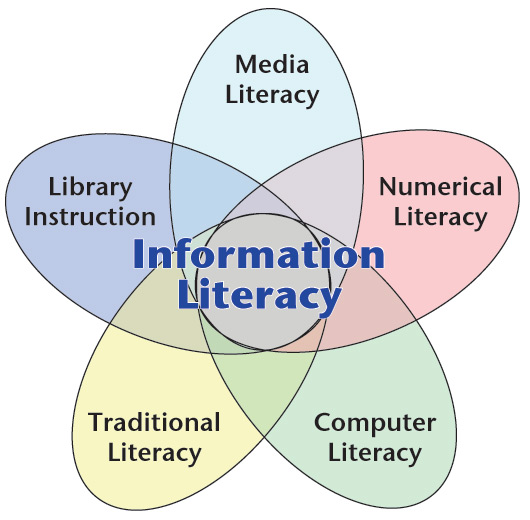 Media
Literacy
Library
Instruction
Numerical
Literacy
Information
Literacy
Traditional
Literacy
Computer
Literacy